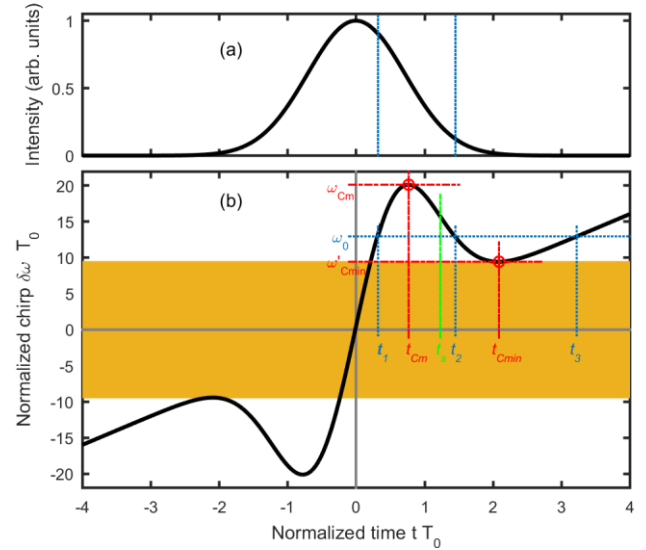 Intensity (arb. units)
1
0.5
0
(a)
Normalized chirp δω T0
20
15
10
5
0
-5
-10
-15
-20
(b)
ωCm
ω0
ω'Cmin
t1
tCm
ts
t2
tCmin
t3
-4
-3
-2
-1
0
1
2
3
4
Normalized time t T0